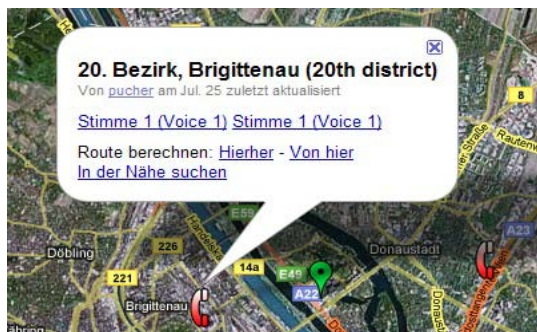 20. Bezirk, Brigittenau (20th district)
Von pucher am Jul. 25 zuletzt aktualisiert
Stimme 1 (Voice 1) Stimme 1 (Voice 1)
Route berechnen: Hierher - Von hier
In der Nähe suchen
8
E59
Döbling
226
Donaustadt
A23
14a
E49
221
A22
Brigittenau